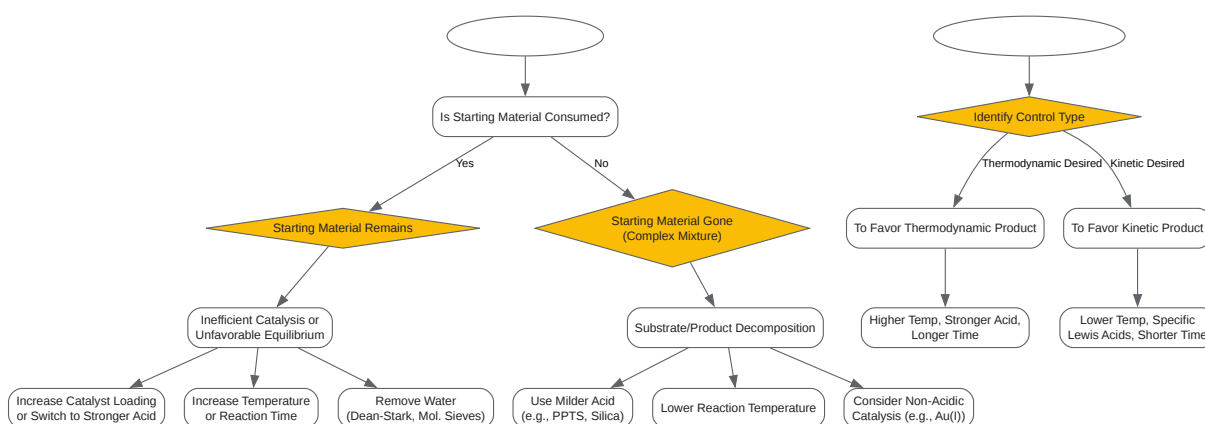 Is Starting Material Consumed?
Identify Control Type
Yes
No
Thermodynamic Desired
Kinetic Desired
Starting Material Remains
Starting Material Gone
(Complex Mixture)
To Favor Thermodynamic Product
To Favor Kinetic Product
Inefficient Catalysis or
Unfavorable Equilibrium
Substrate/Product Decomposition
Higher Temp, Stronger Acid,
Longer Time
Lower Temp, Specific
Lewis Acids, Shorter Time
Increase Catalyst Loading
or Switch to Stronger Acid
Increase Temperature
or Reaction Time
Remove Water
(Dean-Stark, Mol. Sieves)
Use Milder Acid
(e.g., PPTS, Silica)
Lower Reaction Temperature
Consider Non-Acidic
Catalysis (e.g., Au(I))